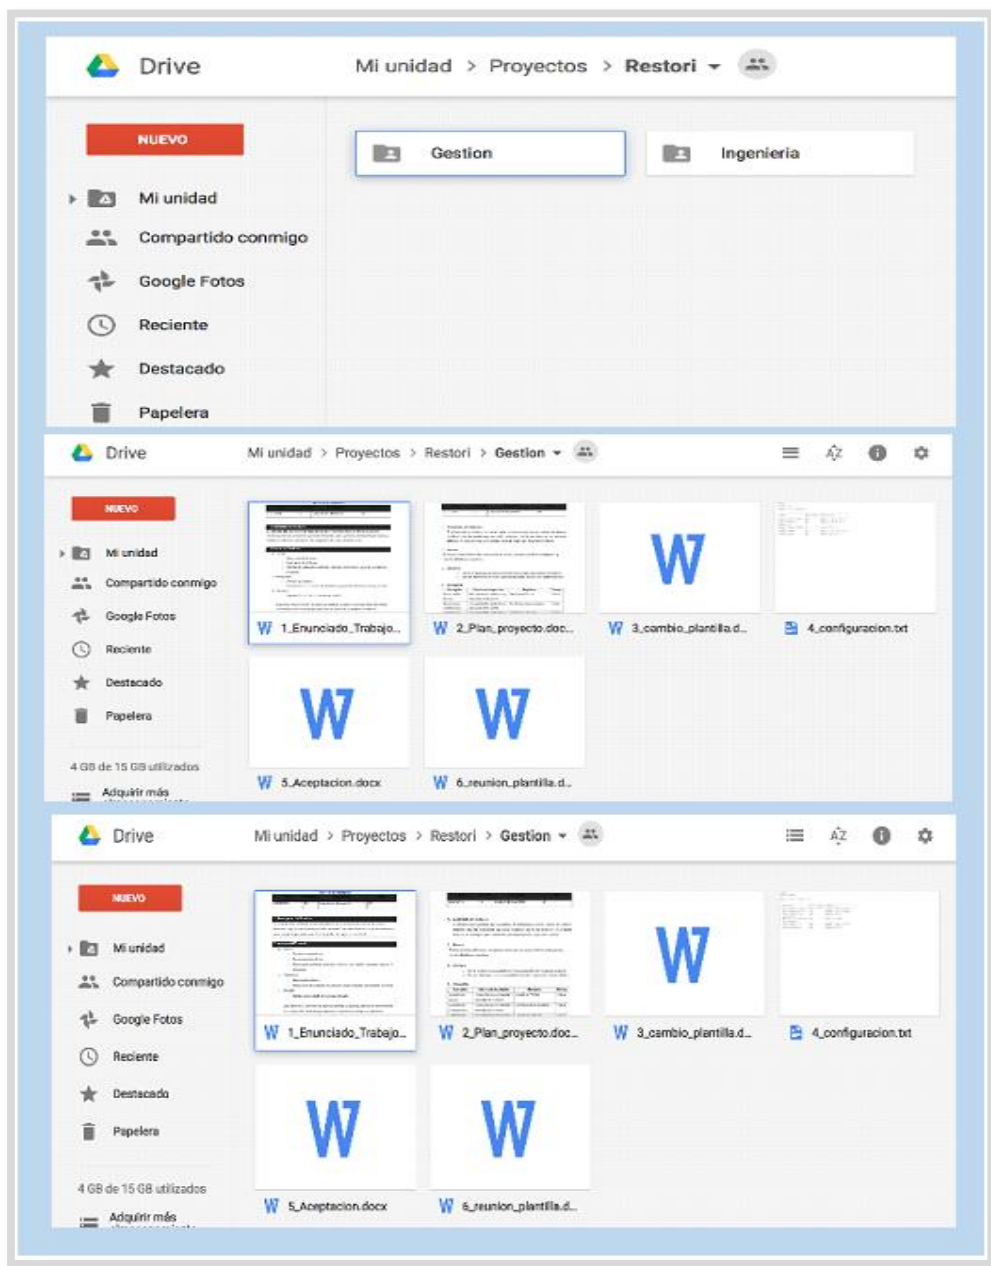 Drive
Mi unidad > Proyectos > Restori
NUEVO
Gestion
Ingenieria
Mi unidad
Compartido conmigo
Google Fotos
Reciente
Destacado
Papelera
Drive
Mi unidad > Proyectos > Restori > Gestion
NUEVO
Mi unidad
Compartido conmigo
Google Fotos
Reciente
Destacado
Papelera
4 GB de 15 GB utilizados
Adquirir más
1_Enunciado_Trabajo...
2_Plan_proyecto.doc...
3_cambio_plantilla.d...
4_configuracion.txt
5_Aceptacion.docx
6_reunion_plantilla.d...
Drive
Mi unidad > Proyectos > Restori > Gestion
NUEVO
Mi unidad
Compartido conmigo
Google Fotos
Reciente
Destacado
Papelera
4 GB de 15 GB utilizados
Adquirir más
1_Enunciado_Trabajo...
2_Plan_proyecto.doc...
3_cambio_plantilla.d...
4_configuracion.txt
5_Aceptacion.docx
6_reunion_plantilla.d...